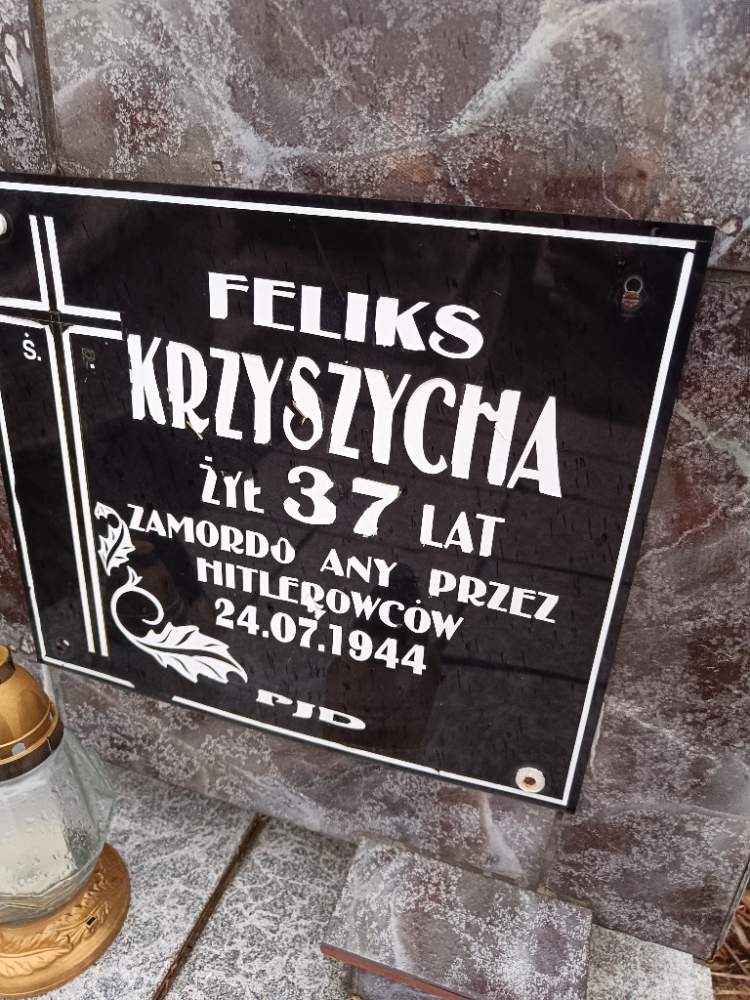 Ś. P.
FELIKS
KRZYSZYCHA
ŻYŁ 37 LAT
ZAMORDO ANY PRZEZ
HITLEROWCÓW
24.07.1944
PJD